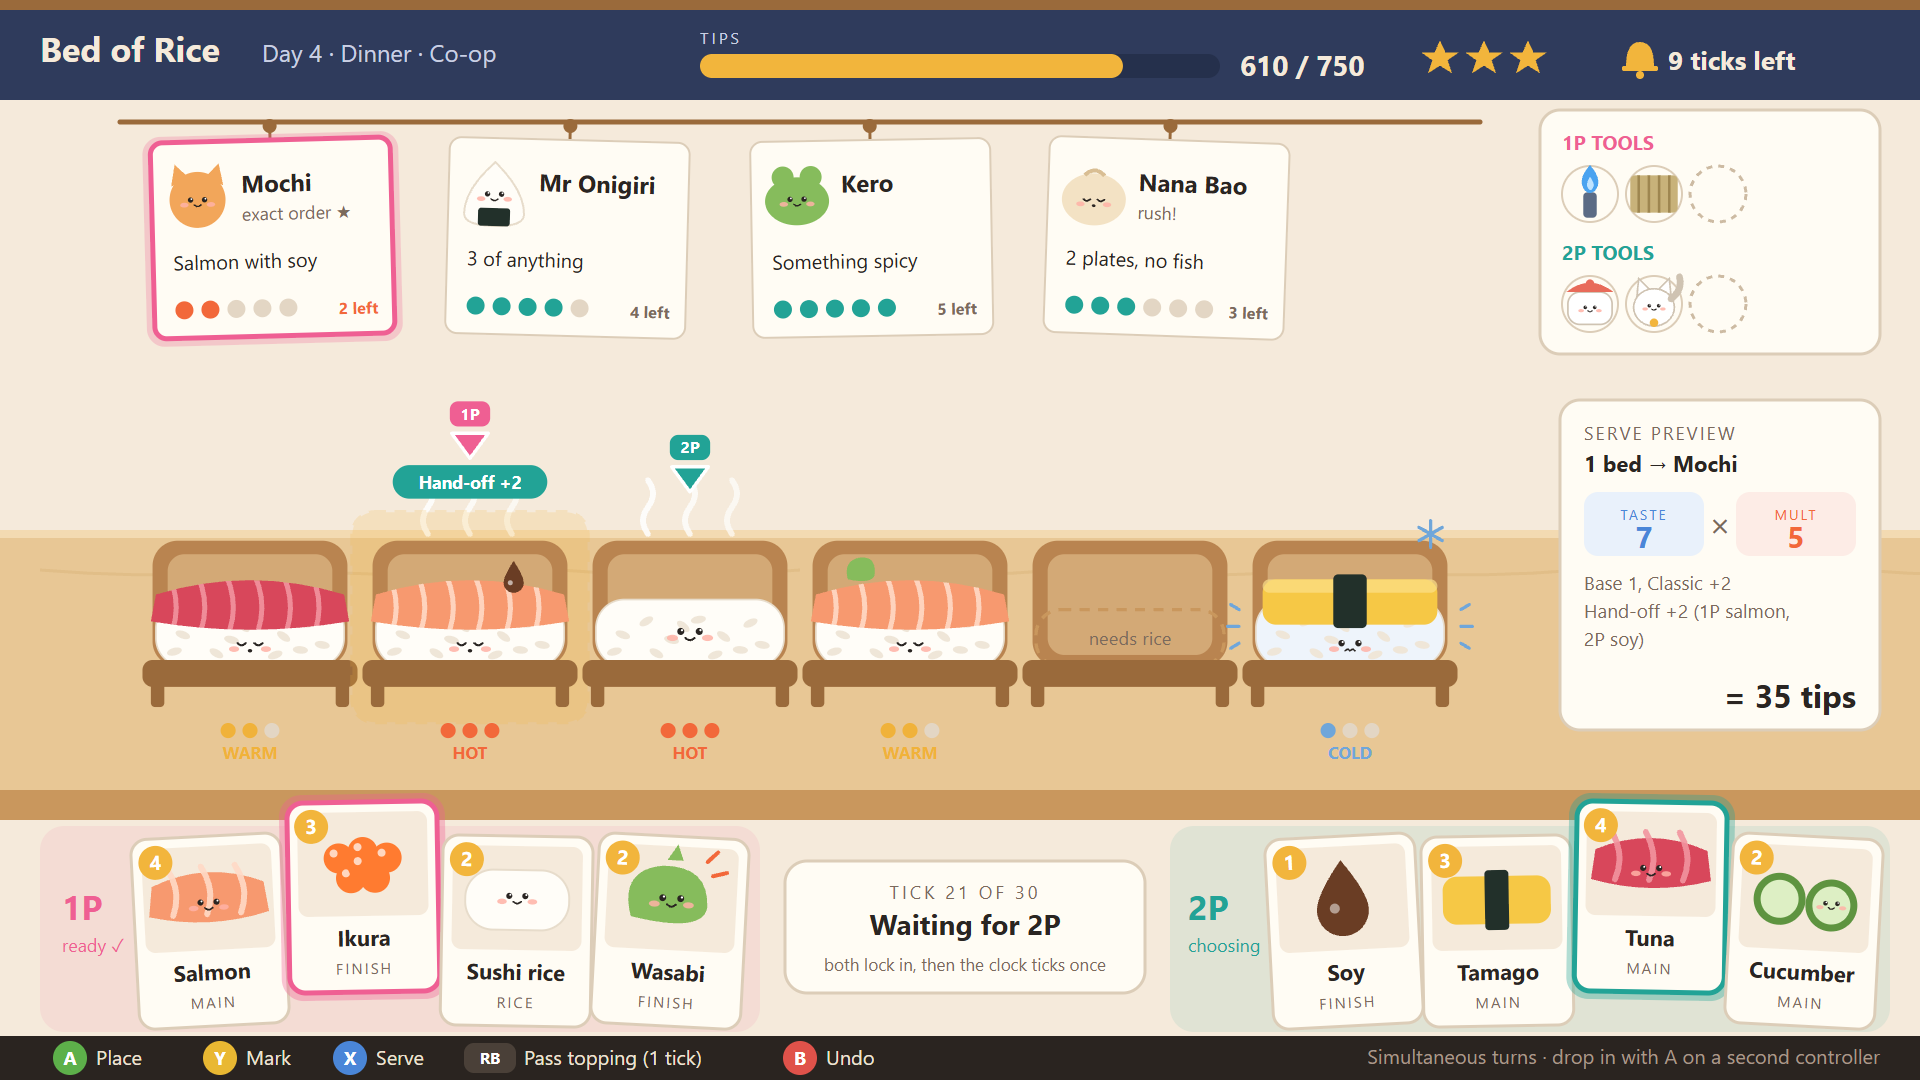 Bed of Rice
Day 4 · Dinner · Co-op
TIPS
610 / 750
9 ticks left
Mochi
exact order ★
Salmon with soy
2 left
Mr Onigiri
3 of anything
4 left
Kero
Something spicy
5 left
Nana Bao
rush!
2 plates, no fish
3 left
1P TOOLS
2P TOOLS
1P
Hand-off +2
2P
needs rice
WARM
HOT
HOT
WARM
COLD
SERVE PREVIEW
1 bed → Mochi
TASTE
7
×
MULT
5
Base 1, Classic +2
Hand-off +2 (1P salmon,
2P soy)
= 35 tips
1P
ready ✓
4
Salmon
MAIN
3
Ikura
FINISH
2
Sushi rice
RICE
2
Wasabi
FINISH
TICK 21 OF 30
Waiting for 2P
both lock in, then the clock ticks once
2P
choosing
1
Soy
FINISH
3
Tamago
MAIN
4
Tuna
MAIN
2
Cucumber
MAIN
A Place
Y Mark
X Serve
RB Pass topping (1 tick)
B Undo
Simultaneous turns · drop in with A on a second controller